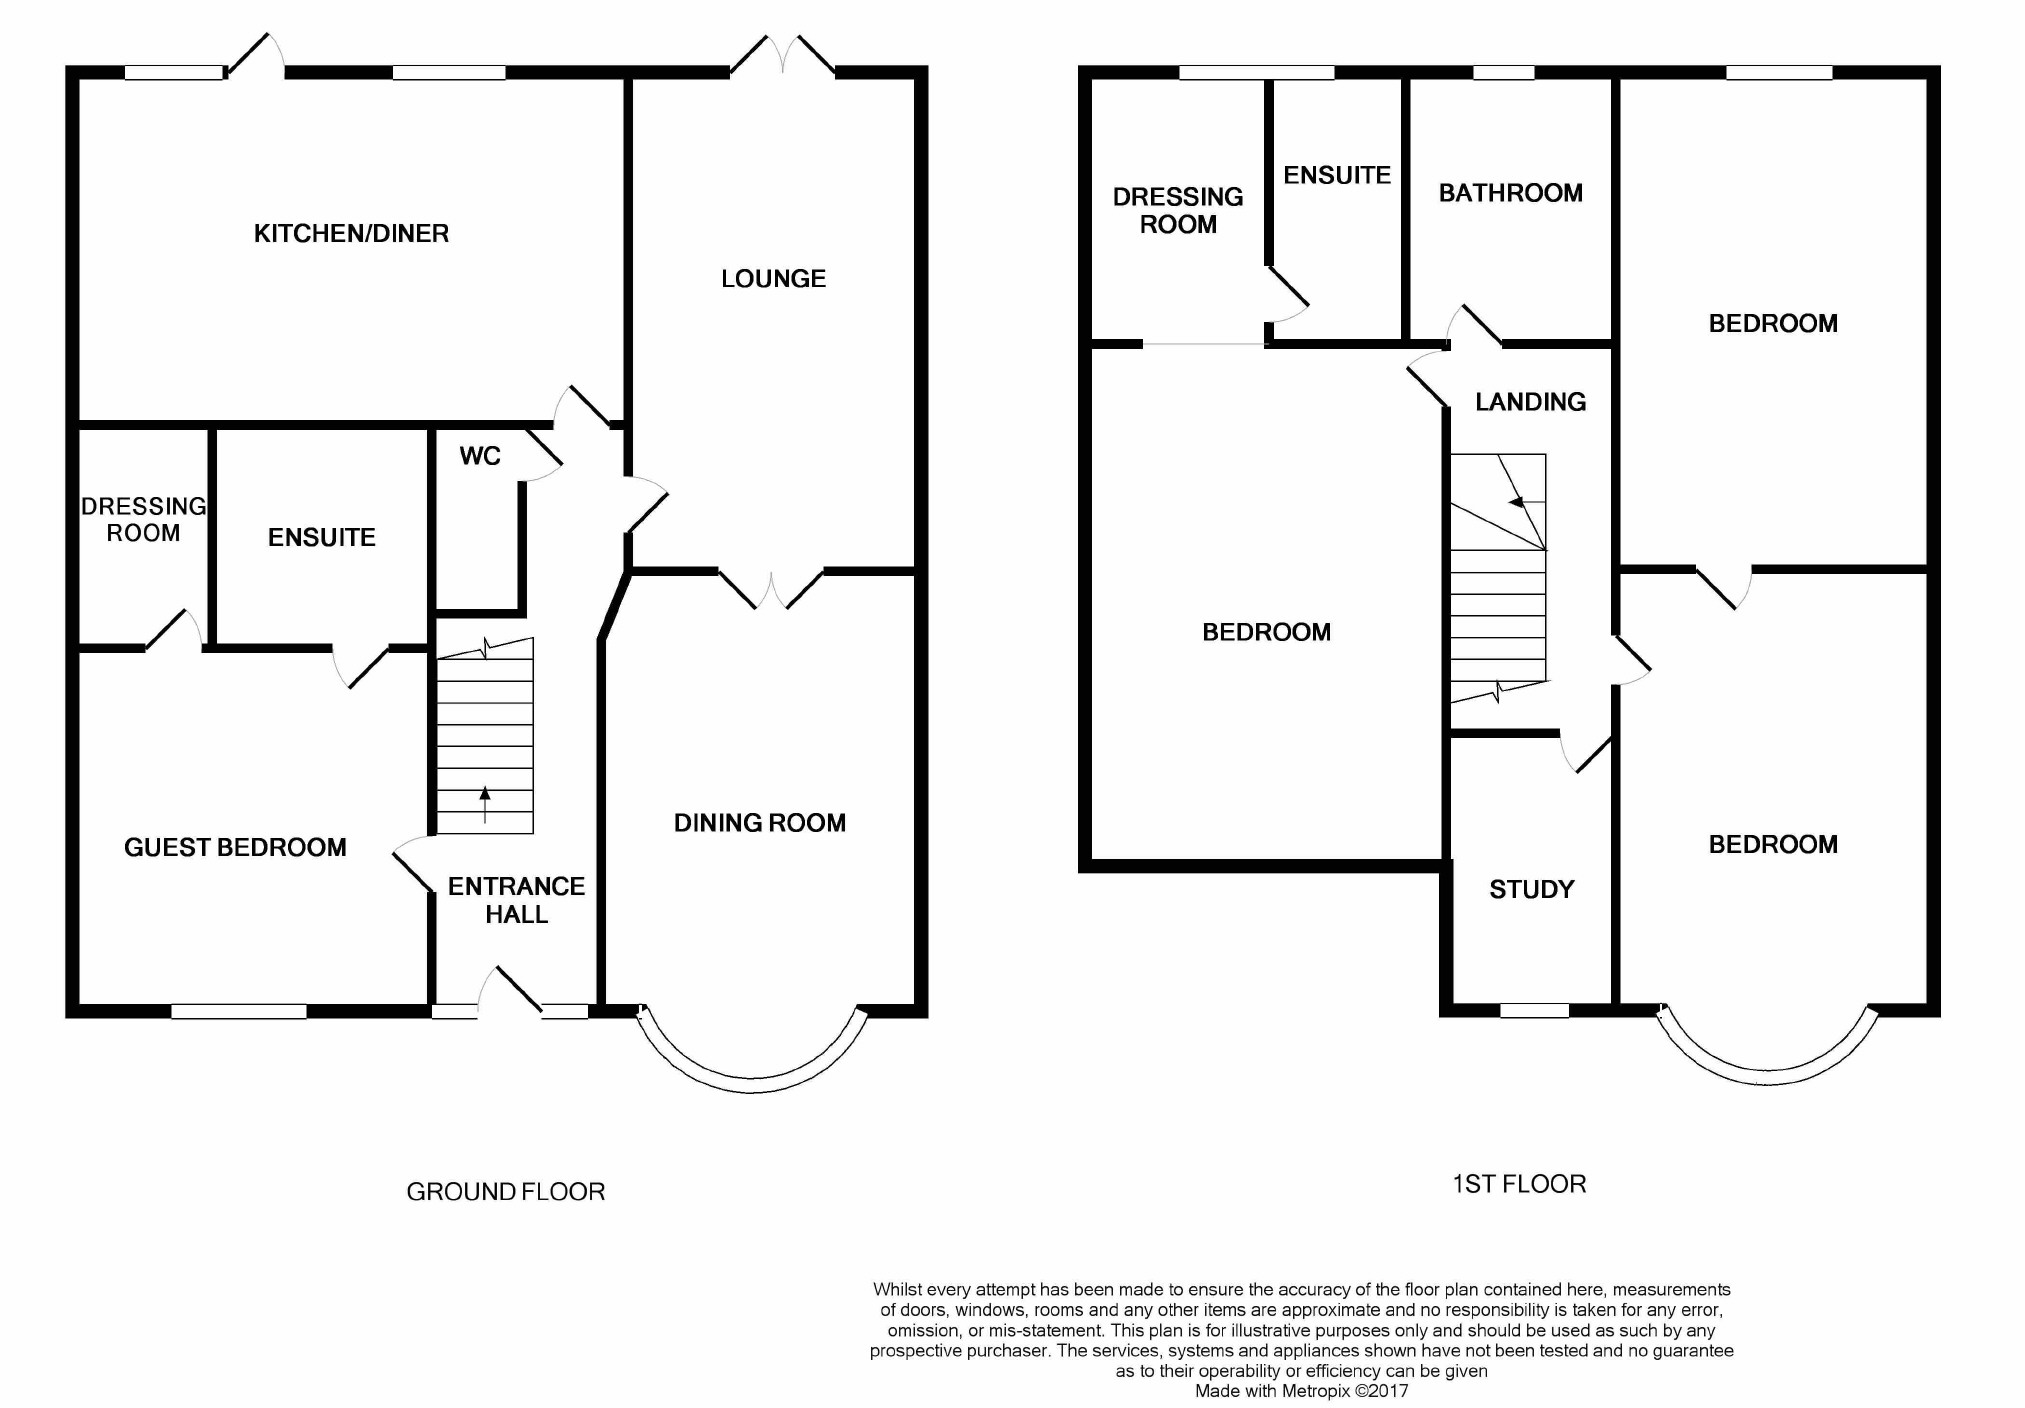 KITCHEN/DINER
LOUNGE
DRESSING
ROOM
ENSUITE
WC
GUEST BEDROOM
ENTRANCE
HALL
DINING ROOM
GROUND FLOOR
DRESSING
ROOM
ENSUITE
BATHROOM
BEDROOM
LANDING
BEDROOM
STUDY
BEDROOM
1ST FLOOR
Whilst every attempt has been made to ensure the accuracy of the floor plan contained here, measurements
of doors, windows, rooms and any other items are approximate and no responsibility is taken for any error,
omission, or mis-statement. This plan is for illustrative purposes only and should be used as such by any
prospective purchaser. The services, systems and appliances shown have not been tested and no guarantee
as to their operability or efficiency can be given
Made with Metropix ©2017